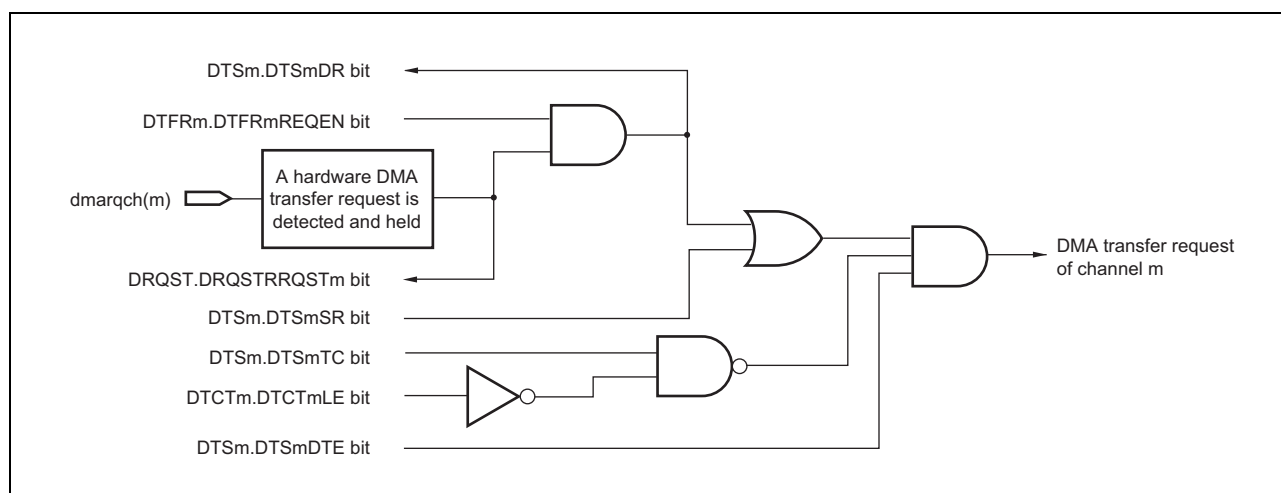 DTSm.DTSmDR bit
DTFRm.DTFRmREQEN bit
A hardware DMA
transfer request is
detected and held
dmarqch(m)
DRQST.DRQSTRRQSTm bit
DTSm.DTSmSR bit
DTSm.DTSmTC bit
DTCTm.DTCTmLE bit
DTSm.DTSmDTE bit
DMA transfer request
of channel m